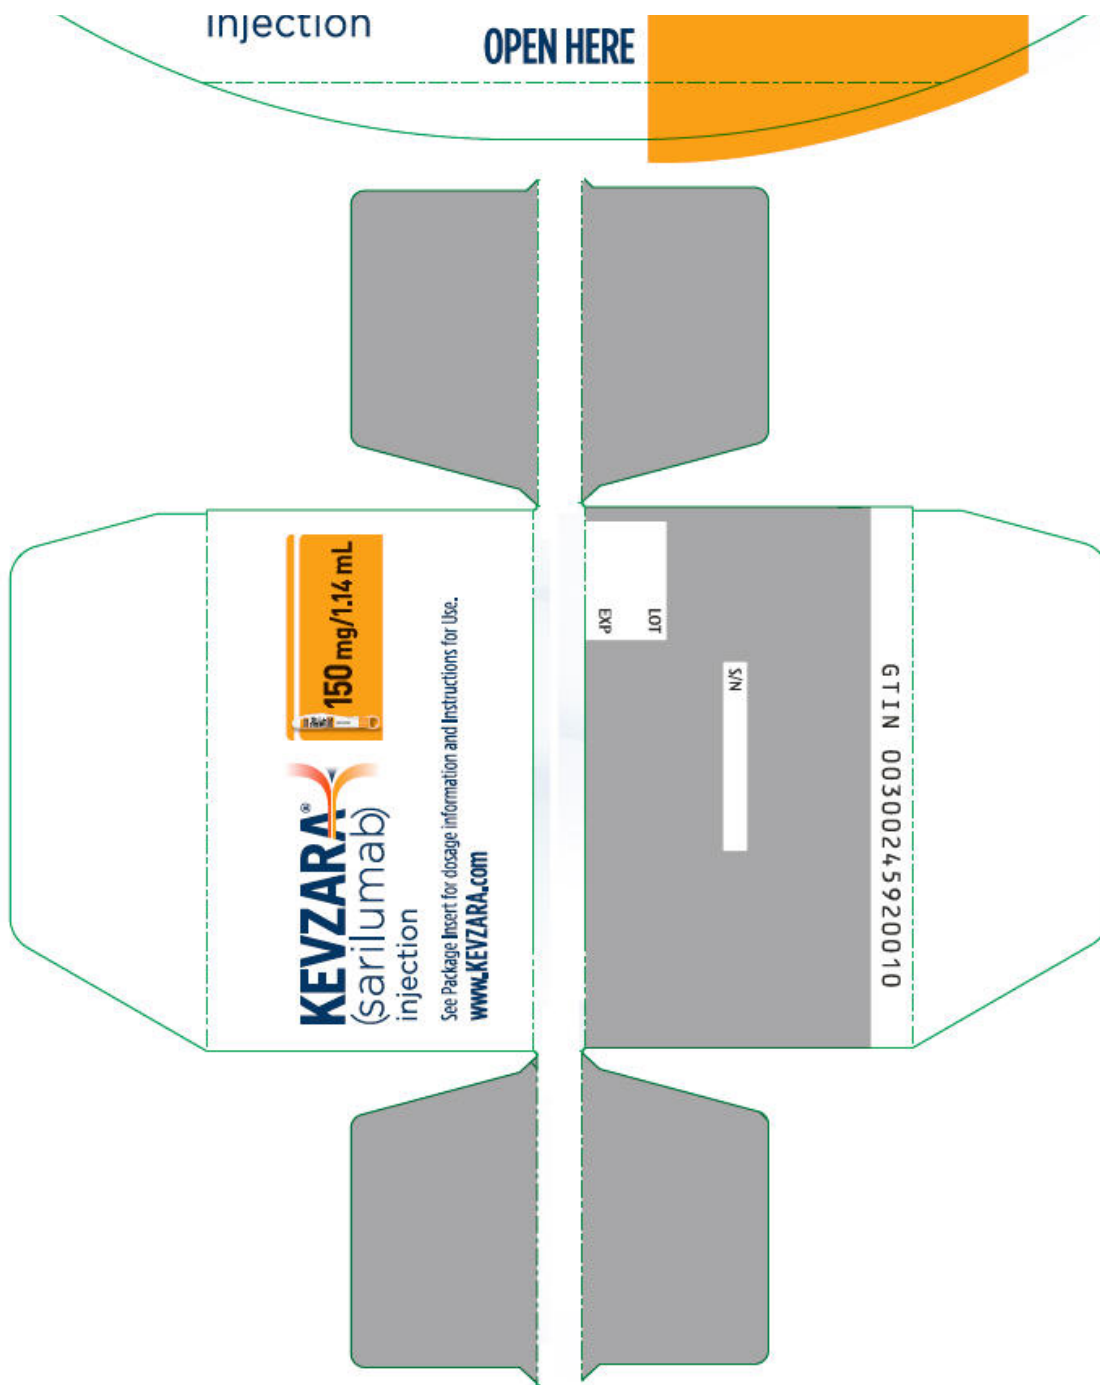 injection
OPEN HERE
150 mg/1.14 mL
KEVZARA®
(sarilumab)
injection
See Package Insert for dosage information and Instructions for Use.
www.KEVZARA.com
EXP
LOT
S/N
GTIN 00300245920010